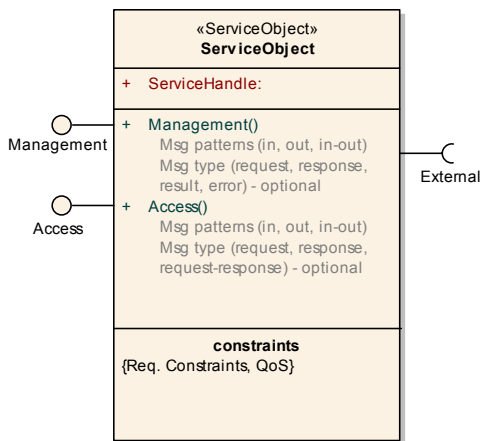 «ServiceObject»
ServiceObject
+ ServiceHandle:
+ Management()
Msg patterns (in, out, in-out)
Msg type (request, response,
result, error) - optional
+ Access()
Msg patterns (in, out, in-out)
Msg type (request, response,
request-response) - optional
constraints
{Req. Constraints, QoS}
Management
Access
External